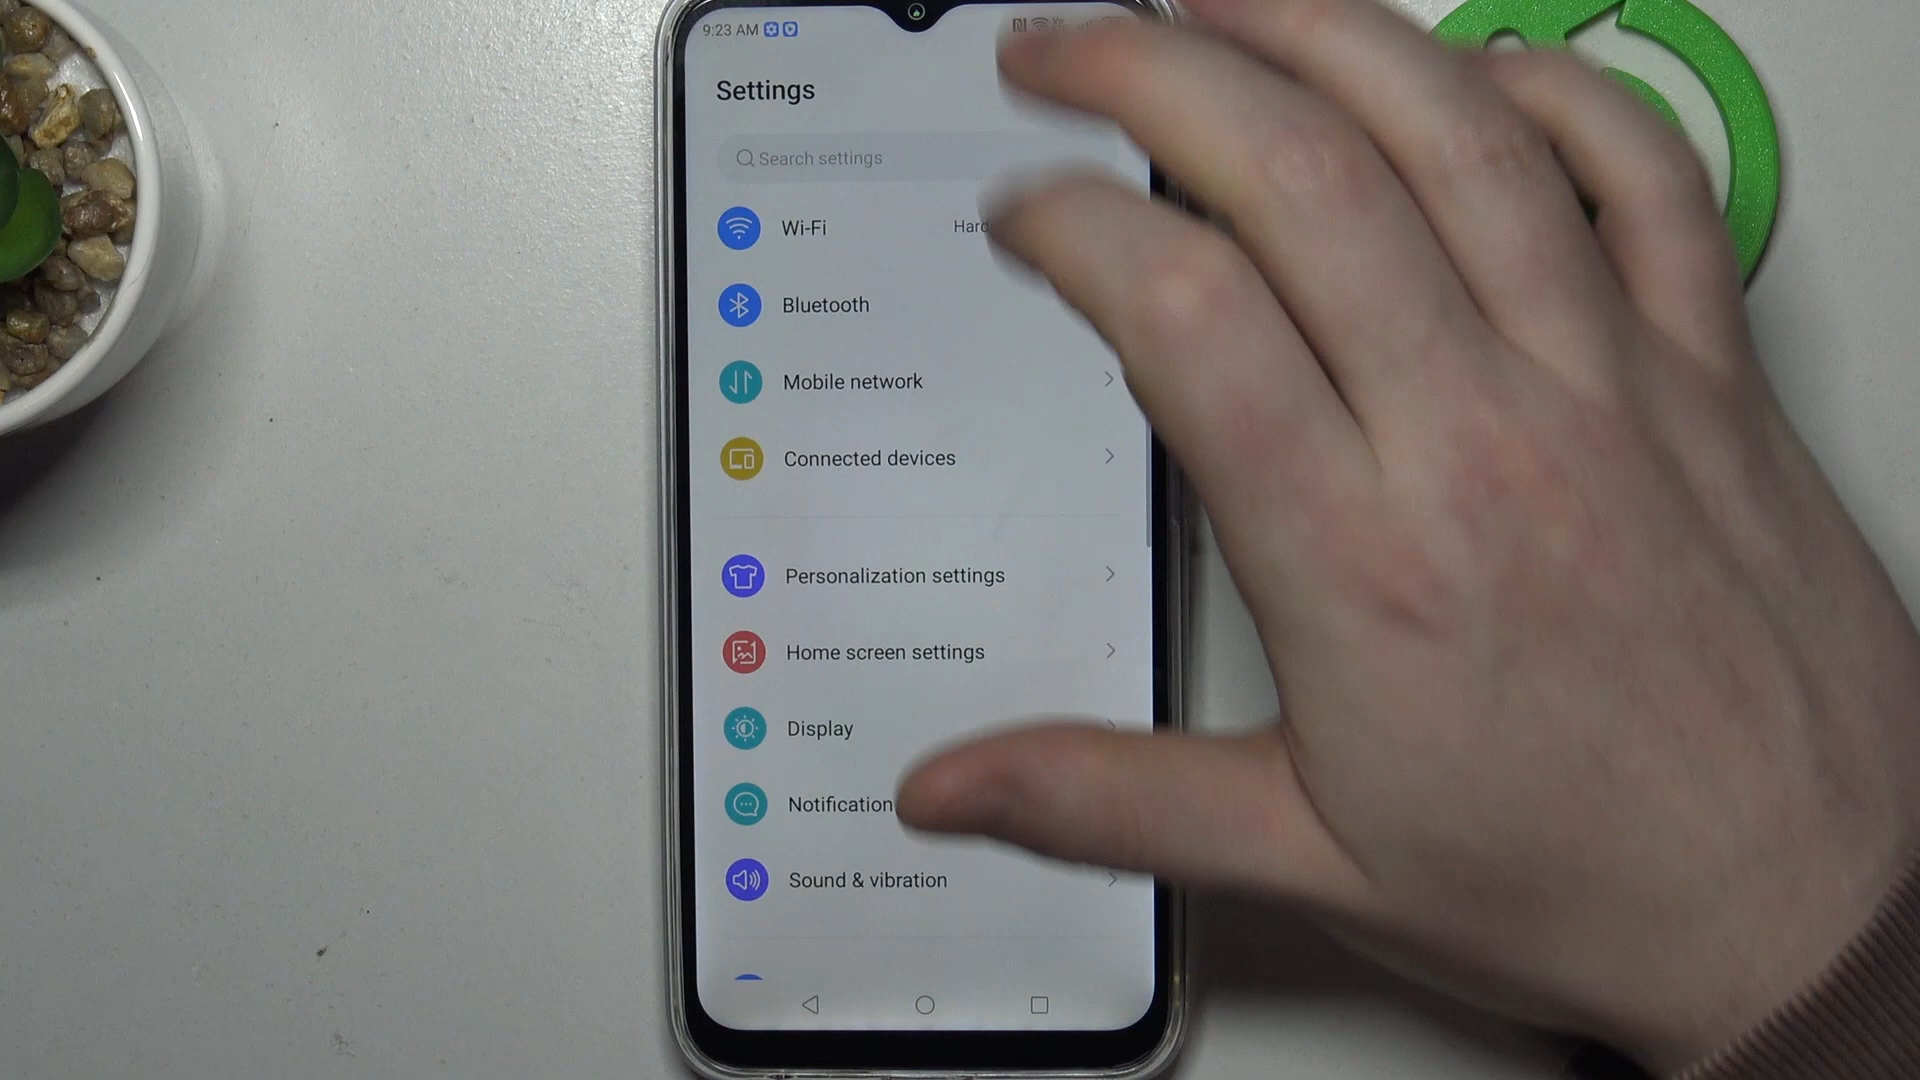 9:23 AM
Settings
Search settings
Wi-Fi
Bluetooth
Mobile network
Connected devices
Personalization settings
Home screen settings
Display
Notification
Sound & vibration